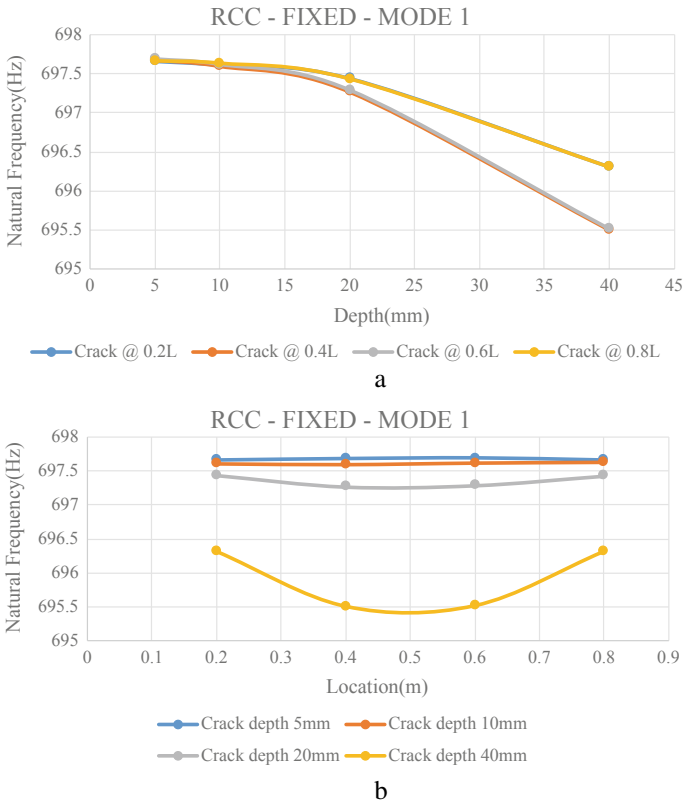 RCC - FIXED - MODE 1
698
697.5
697
696.5
696
695.5
695
Natural Frequency(Hz)
0 5 10 15 20 25 30 35 40 45
Depth(mm)
Crack @ 0.2L Crack @ 0.4L Crack @ 0.6L Crack @ 0.8L
a
RCC - FIXED - MODE 1
698
697.5
697
696.5
696
695.5
695
Natural Frequency(Hz)
0 0.1 0.2 0.3 0.4 0.5 0.6 0.7 0.8 0.9
Location(m)
Crack depth 5mm Crack depth 10mm
Crack depth 20mm Crack depth 40mm
b